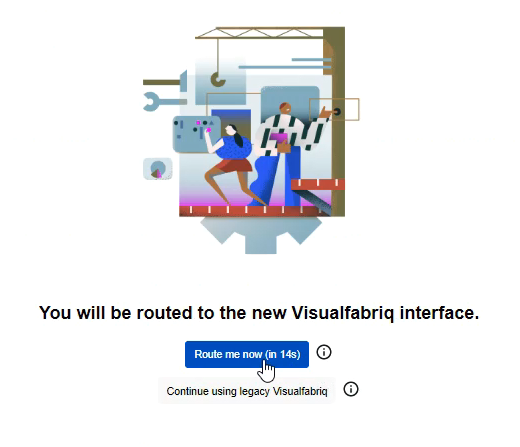 You will be routed to the new Visualfabriq interface.
Route me now (in 14s)
Continue using legacy Visualfabriq